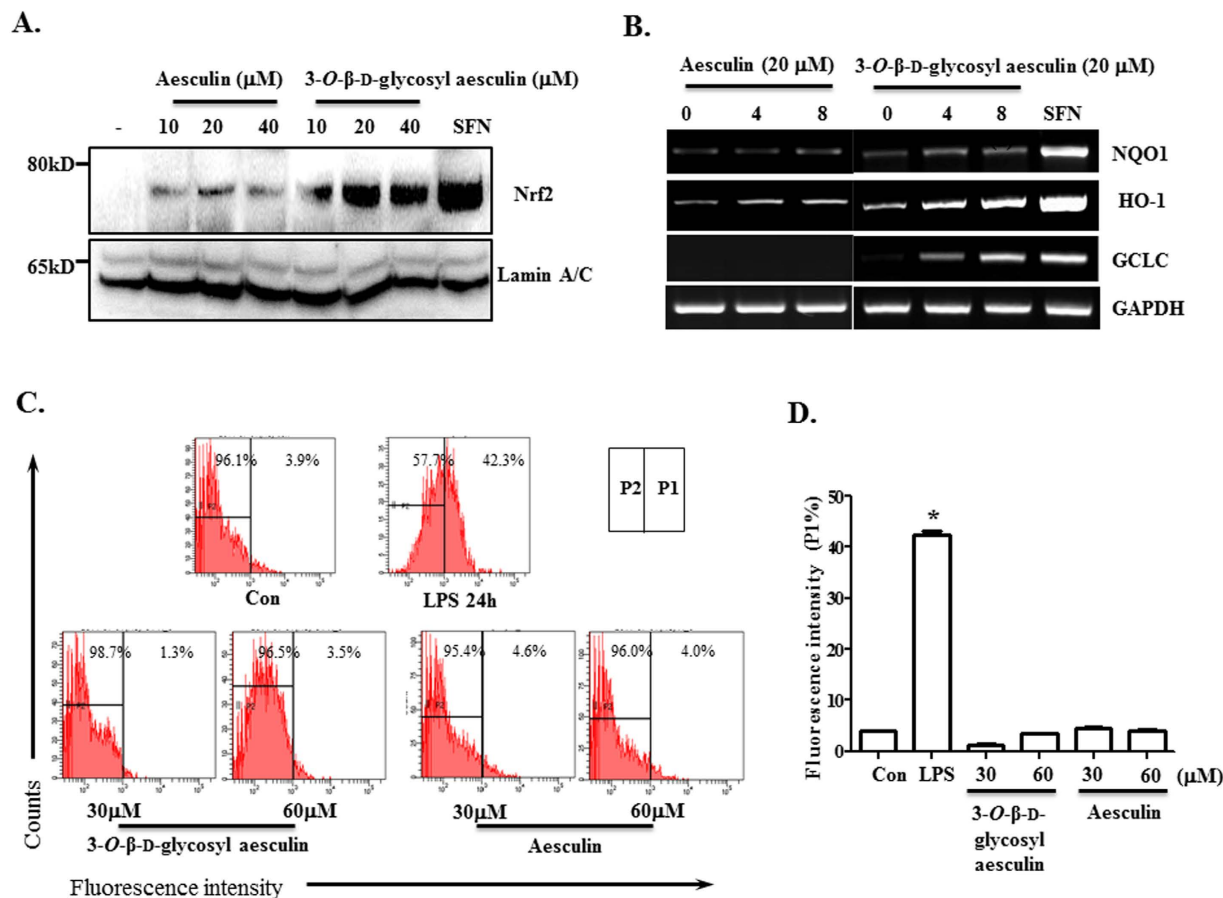 A.
Aesculin (μM) 3-O-β-D-glycosyl aesculin (μM)
- 10 20 40 10 20 40 SFN
80kD
Nrf2
65kD
Lamin A/C
B.
Aesculin (20 μM) 3-O-β-D-glycosyl aesculin (20 μM)
0 4 8 0 4 8 SFN
NQO1
HO-1
GCLC
GAPDH
C.
96.1% 3.9%
57.7% 42.3%
P2 P1
Con LPS 24h
98.7% 1.3%
96.5% 3.5%
95.4% 4.6%
96.0% 4.0%
30μM 60μM 30μM 60μM
3-O-β-D-glycosyl aesculin Aesculin
Counts
Fluorescence intensity
D.
Fluorescence intensity (P1%)
50
40
30
20
10
0
*
Con LPS 30 60 30 60 (μM)
3-O-β-D-
glycosyl
aesculin
Aesculin